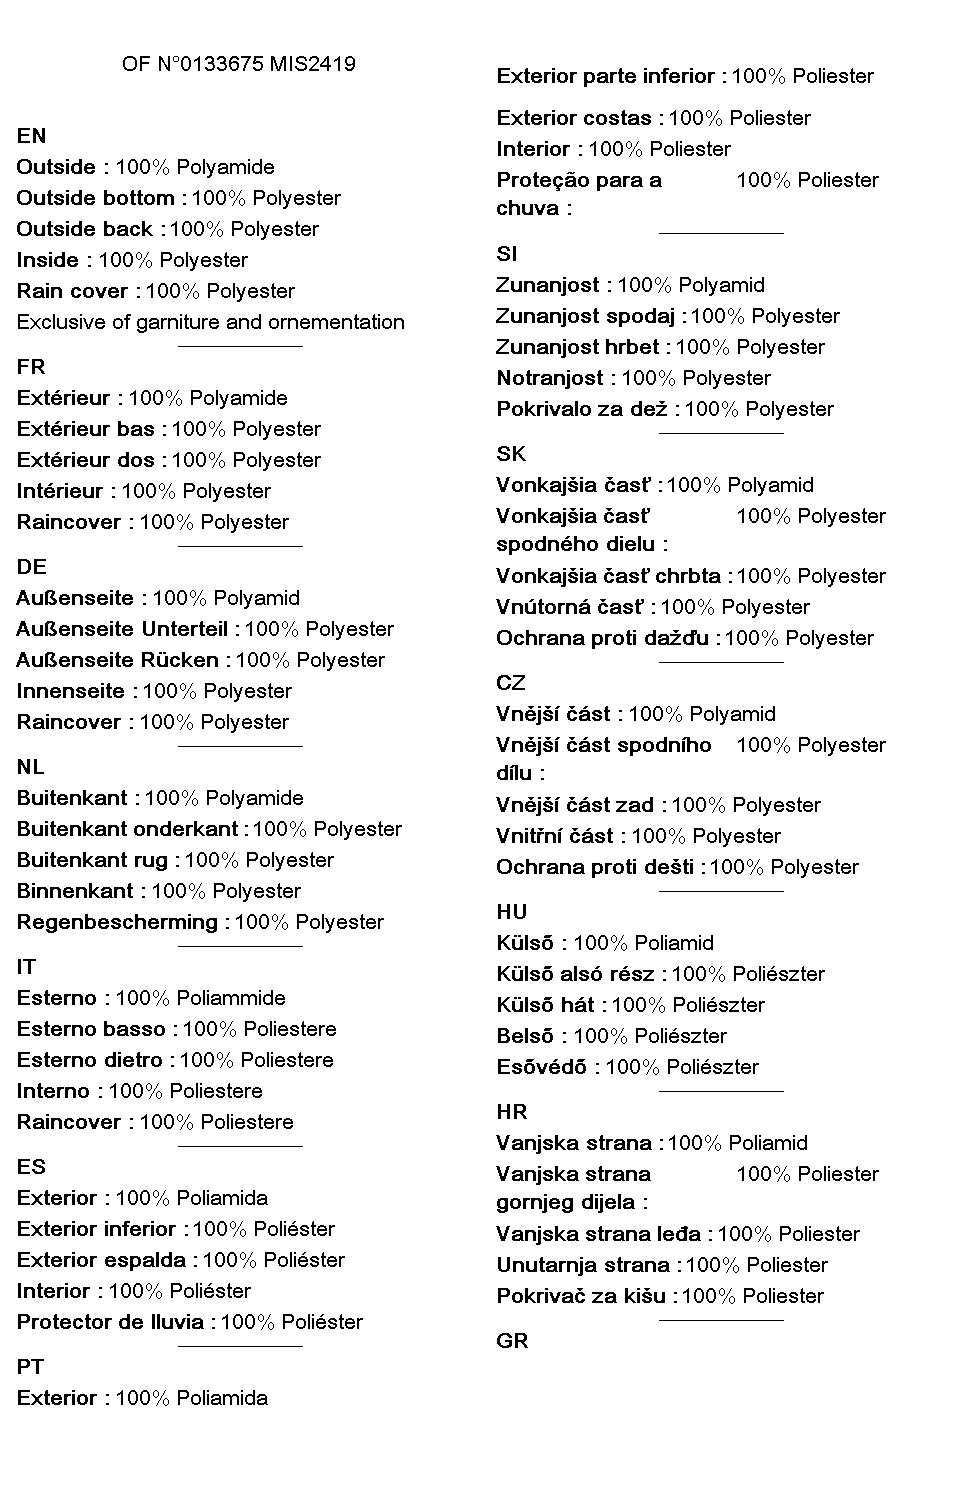 OF N°0133675 MIS2419
EN
Outside : 100% Polyamide
Outside bottom : 100% Polyester
Outside back : 100% Polyester
Inside : 100% Polyester
Rain cover : 100% Polyester
Exclusive of garniture and ornementation
FR
Extérieur : 100% Polyamide
Extérieur bas : 100% Polyester
Extérieur dos : 100% Polyester
Intérieur : 100% Polyester
Raincover : 100% Polyester
DE
Außenseite : 100% Polyamid
Außenseite Unterteil : 100% Polyester
Außenseite Rücken : 100% Polyester
Innenseite : 100% Polyester
Raincover : 100% Polyester
NL
Buitenkant : 100% Polyamide
Buitenkant onderkant : 100% Polyester
Buitenkant rug : 100% Polyester
Binnenkant : 100% Polyester
Regenbescherming : 100% Polyester
IT
Esterno : 100% Poliammide
Esterno basso : 100% Poliestere
Esterno dietro : 100% Poliestere
Interno : 100% Poliestere
Raincover : 100% Poliestere
ES
Exterior : 100% Poliamida
Exterior inferior : 100% Poliéster
Exterior espalda : 100% Poliéster
Interior : 100% Poliéster
Protector de lluvia : 100% Poliéster
PT
Exterior : 100% Poliamida
Exterior parte inferior : 100% Poliester
Exterior costas : 100% Poliester
Interior : 100% Poliester
Proteção para a 100% Poliester
chuva :
SI
Zunanjost : 100% Polyamid
Zunanjost spodaj : 100% Polyester
Zunanjost hrbet : 100% Polyester
Notranjost : 100% Polyester
Pokrivalo za dež : 100% Polyester
SK
Vonkajšia časť : 100% Polyamid
Vonkajšia časť 100% Polyester
spodného dielu :
Vonkajšia časť chrbta : 100% Polyester
Vnútorná časť : 100% Polyester
Ochrana proti dažďu : 100% Polyester
CZ
Vnější část : 100% Polyamid
Vnější část spodního 100% Polyester
dílu :
Vnější část zad : 100% Polyester
Vnitřní část : 100% Polyester
Ochrana proti dešti : 100% Polyester
HU
Külsõ : 100% Poliamid
Külsõ alsó rész : 100% Poliészter
Külsõ hát : 100% Poliészter
Belsõ : 100% Poliészter
Esõvédõ : 100% Poliészter
HR
Vanjska strana : 100% Poliamid
Vanjska strana 100% Poliester
gornjeg dijela :
Vanjska strana leđa : 100% Poliester
Unutarnja strana : 100% Poliester
Pokrivač za kišu : 100% Poliester
GR